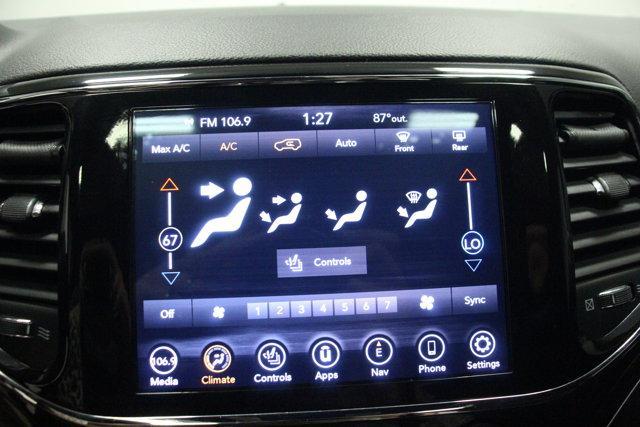 FM 106.9 1:27 87° out.
Max A/C A/C Auto Front Rear
67 LO
Controls
Off 1 2 3 4 5 6 7 Sync
106.9 E
Media Climate Controls Apps Nav Phone Settings